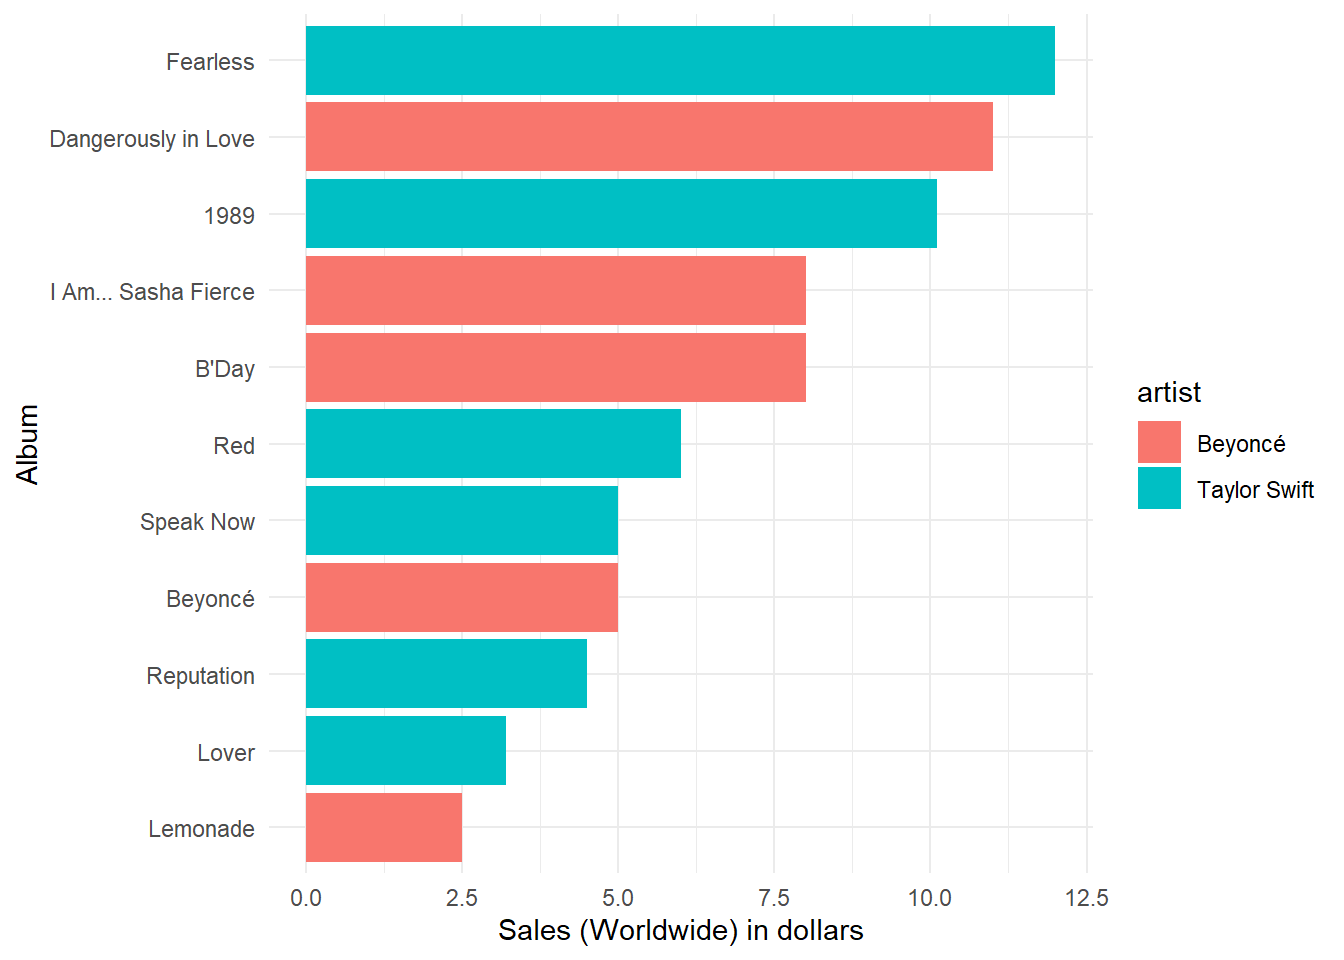 Fearless
Dangerously in Love
1989
I Am... Sasha Fierce
B'Day
Red
Speak Now
Beyoncé
Reputation
Lover
Lemonade
Album
0.0 2.5 5.0 7.5 10.0 12.5
Sales (Worldwide) in dollars
artist
Beyoncé
Taylor Swift